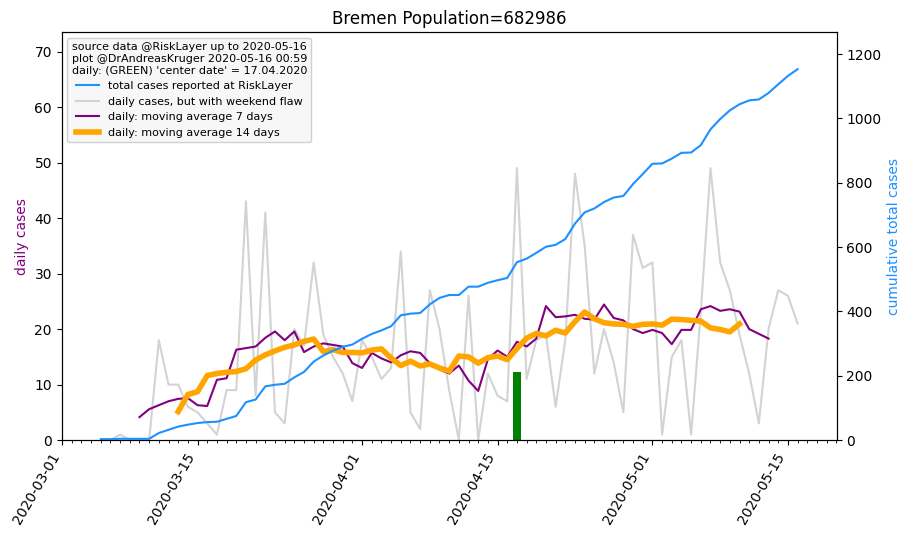 Bremen Population=682986
source data @RiskLayer up to 2020-05-16
plot @DrAndreasKruger 2020-05-16 00:59
daily: (GREEN) 'center date' = 17.04.2020
total cases reported at RiskLayer
daily cases, but with weekend flaw
daily: moving average 7 days
daily: moving average 14 days
daily cases
70
60
50
40
30
20
10
0
cumulative total cases
1200
1000
800
600
400
200
0
2020-03-01
2020-03-15
2020-04-01
2020-04-15
2020-05-01
2020-05-15